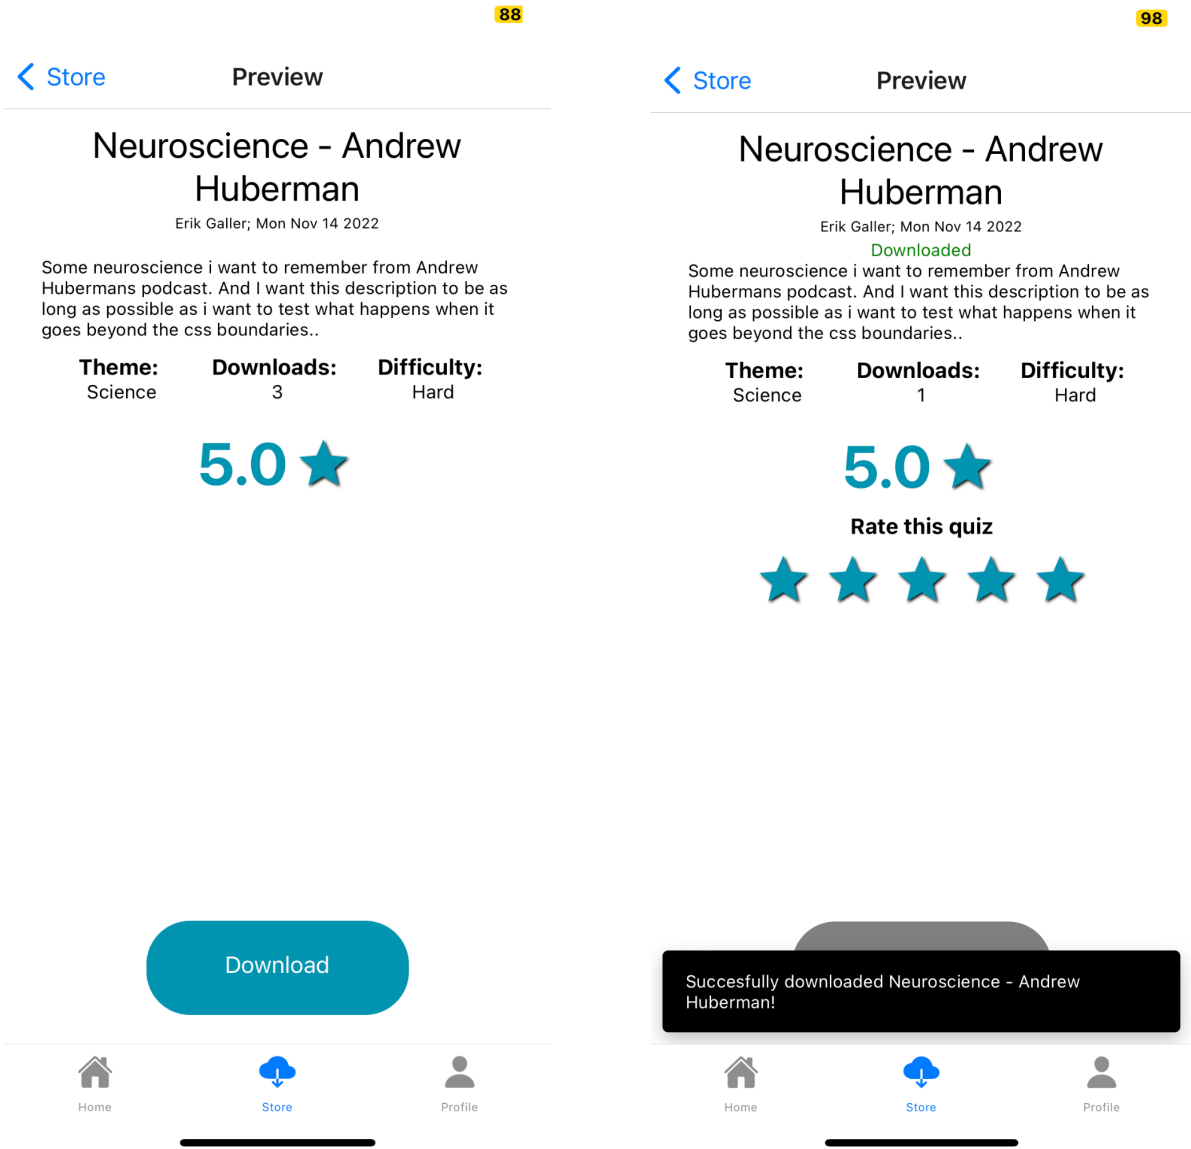 88
Store
Preview
Neuroscience - Andrew
Huberman
Erik Galler; Mon Nov 14 2022
Some neuroscience i want to remember from Andrew
Hubermans podcast. And I want this description to be as
long as possible as i want to test what happens when it
goes beyond the css boundaries..
Theme: Downloads: Difficulty:
Science 3 Hard
5.0
Download
Home Store Profile
98
Store
Preview
Neuroscience - Andrew
Huberman
Erik Galler; Mon Nov 14 2022
Downloaded
Some neuroscience i want to remember from Andrew
Hubermans podcast. And I want this description to be as
long as possible as i want to test what happens when it
goes beyond the css boundaries..
Theme: Downloads: Difficulty:
Science 1 Hard
5.0
Rate this quiz
Succesfully downloaded Neuroscience - Andrew
Huberman!
Home Store Profile